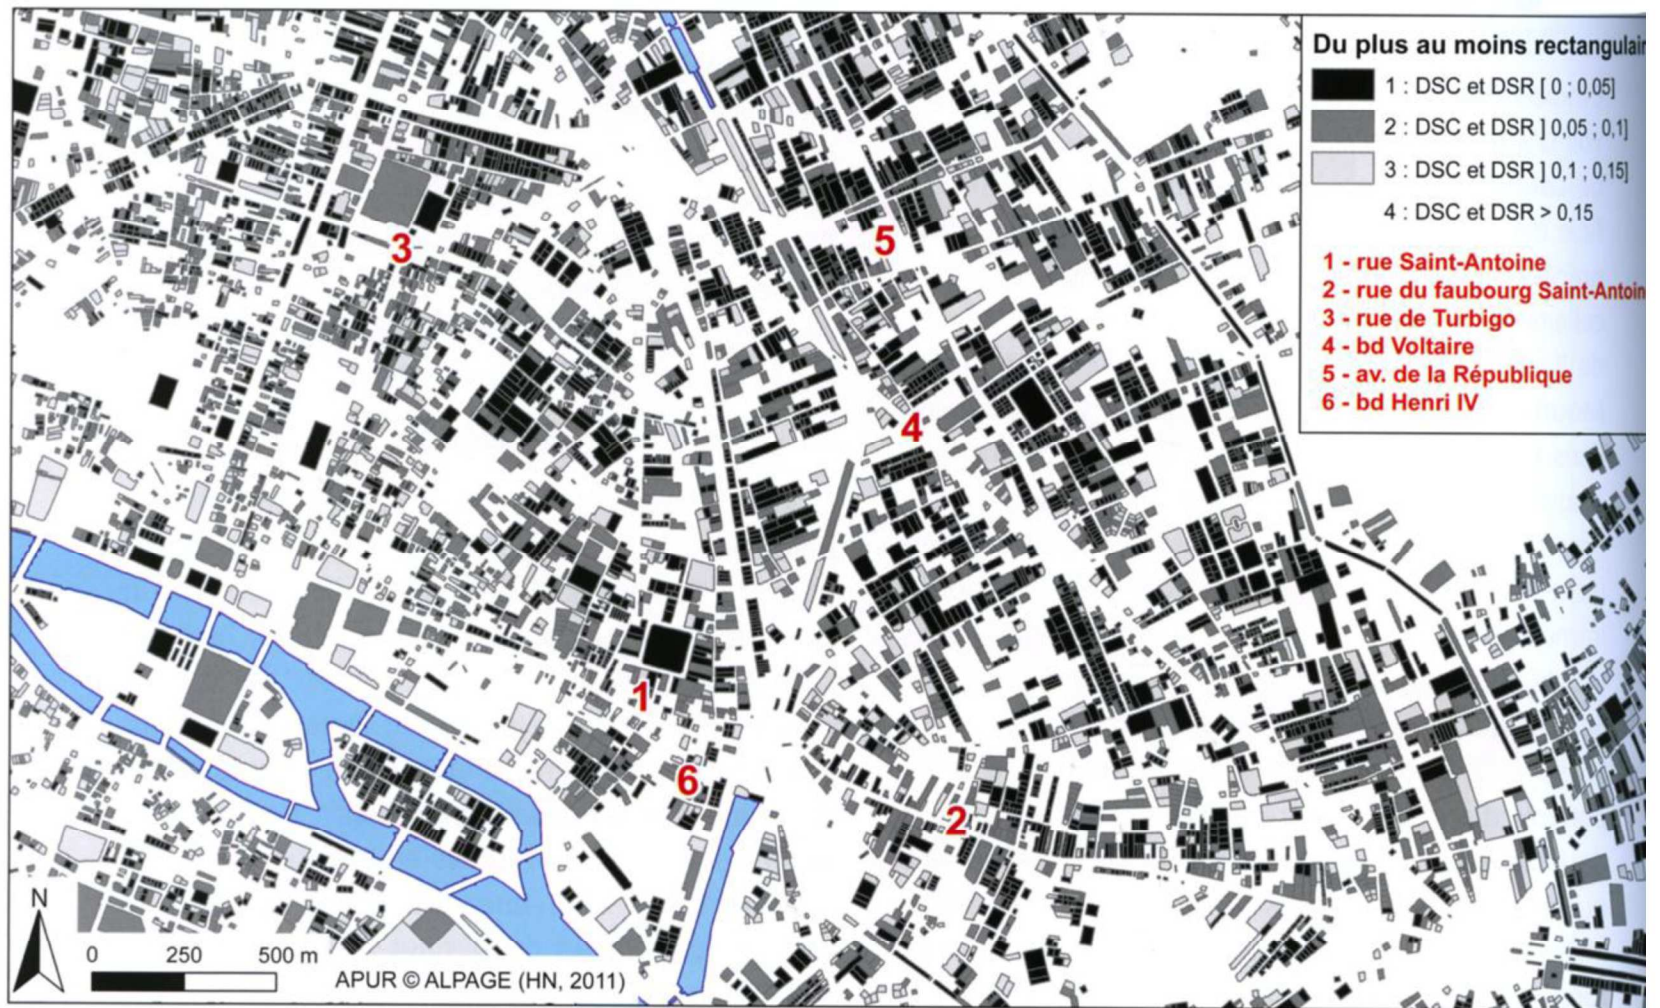 Du plus au moins rectangulair
1 : DSC et DSR [ 0 ; 0,05]
2 : DSC et DSR ] 0,05 ; 0,1]
3 : DSC et DSR ] 0,1 ; 0,15]
4 : DSC et DSR > 0,15
1 - rue Saint-Antoine
2 - rue du faubourg Saint-Antoin
3 - rue de Turbigo
4 - bd Voltaire
5 - av. de la République
6 - bd Henri IV
3
5
4
1
6
2
N
0 250 500 m
APUR © ALPAGE (HN, 2011)